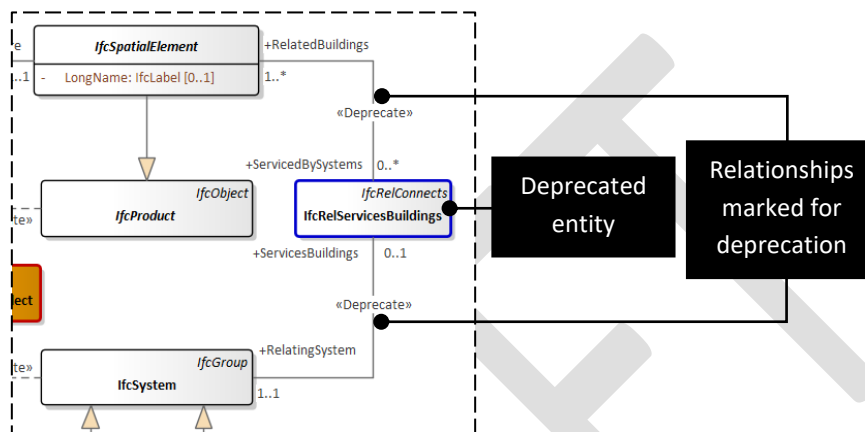 IfcSpatialElement
- LongName: IfcLabel [0..1]
+RelatedBuildings
1..*
«Deprecate»
+ServicedBySystems 0..*
IfcObject
IfcProduct
IfcRelConnects
IfcRelServicesBuildings
+ServicesBuildings 0..1
«Deprecate»
+RelatingSystem
1..1
IfcGroup
IfcSystem
e
..1
te»
ect
te»
Deprecated
entity
Relationships
marked for
deprecation